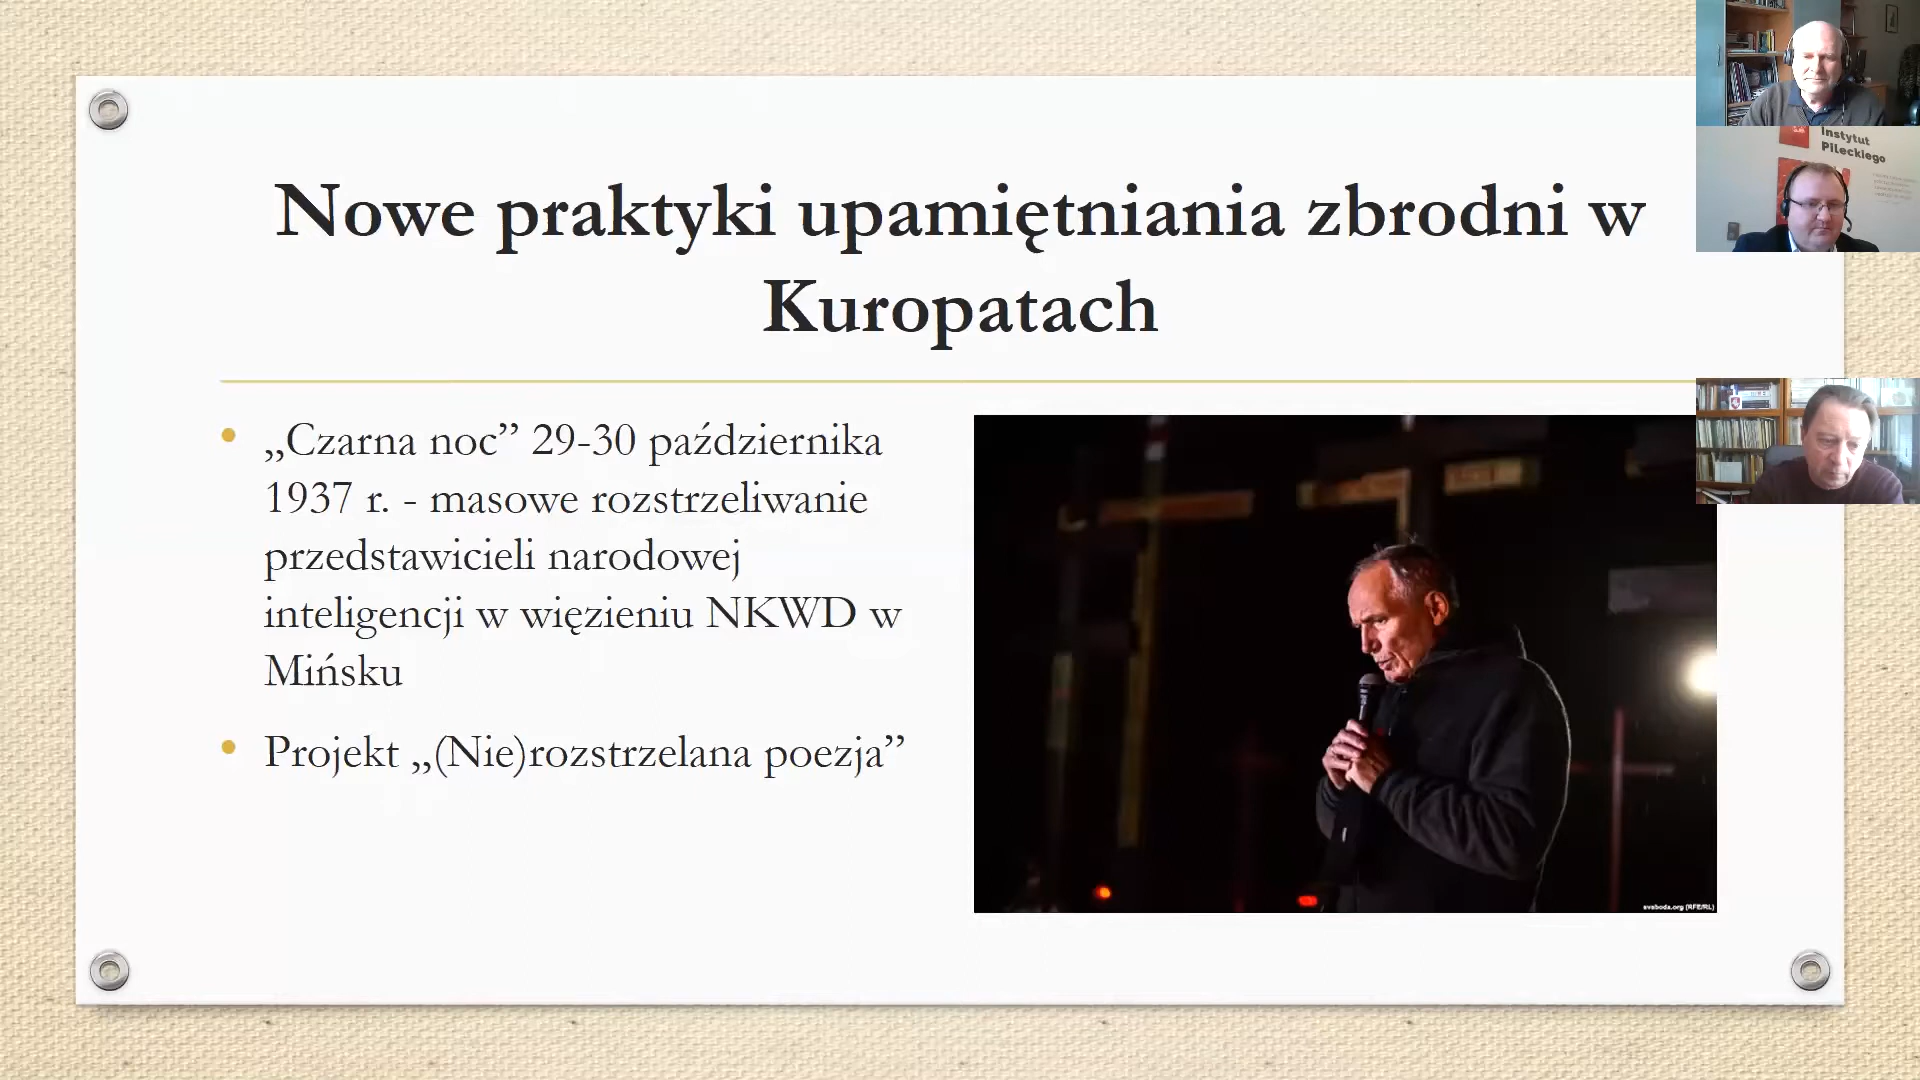 Nowe praktyki upamiętniania zbrodni w
Kuropatach
• „Czarna noc” 29-30 października
1937 r. - masowe rozstrzeliwanie
przedstawicieli narodowej
inteligencji w więzieniu NKWD w
Mińsku
• Projekt „(Nie)rozstrzelana poezja”
svaboda.org (RFE/RL)
Instytut
Pileckiego